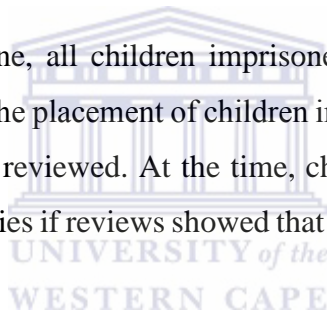 ne, all children imprisone
he placement of children i
reviewed. At the time, ch
ies if reviews showed that
UNIVERSITY of the
WESTERN CAPE